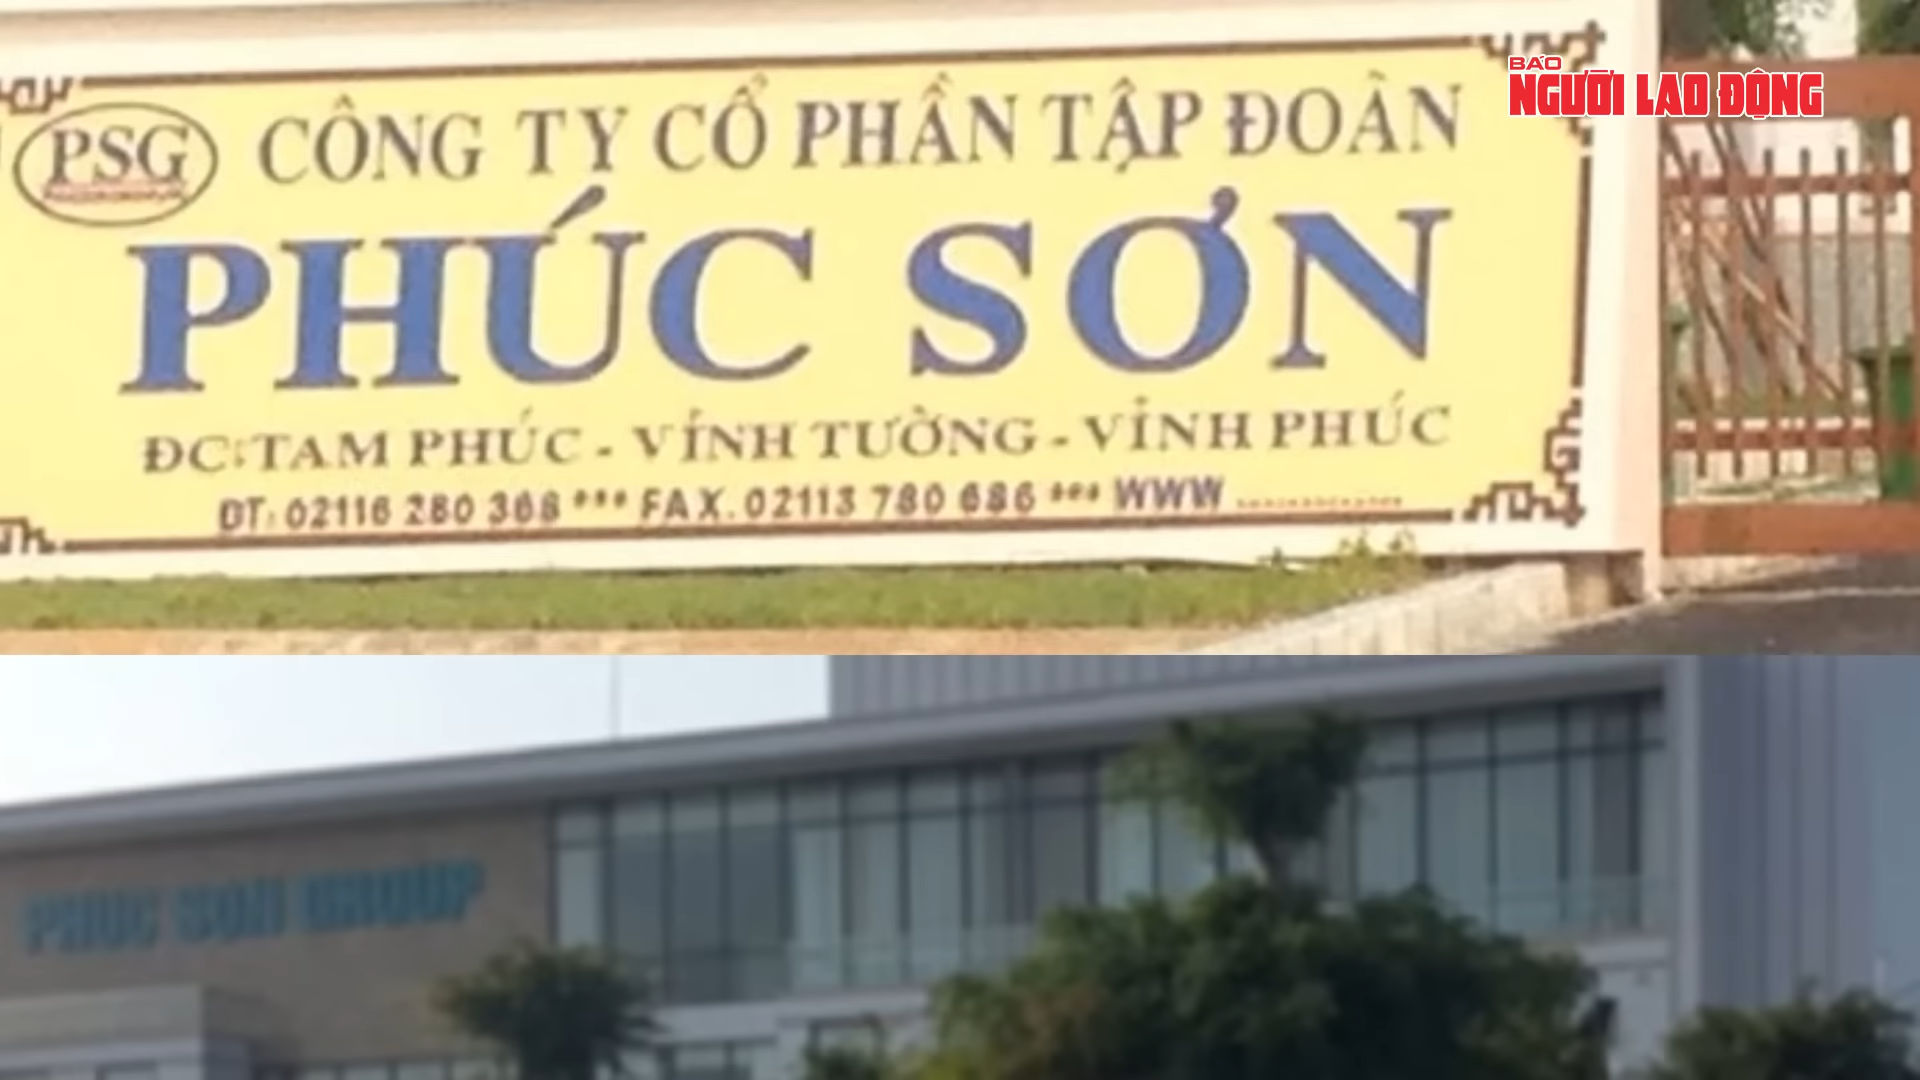 BÁO
NGƯỜI LAO ĐỘNG
PSG
CÔNG TY CỔ PHẦN TẬP ĐOÀN
PHÚC SƠN
ĐC: TAM PHÚC - VĨNH TƯỜNG - VĨNH PHÚC
ĐT: 02116 280 368 *** FAX. 02113 780 686 *** WWW
PHUC SON GROUP